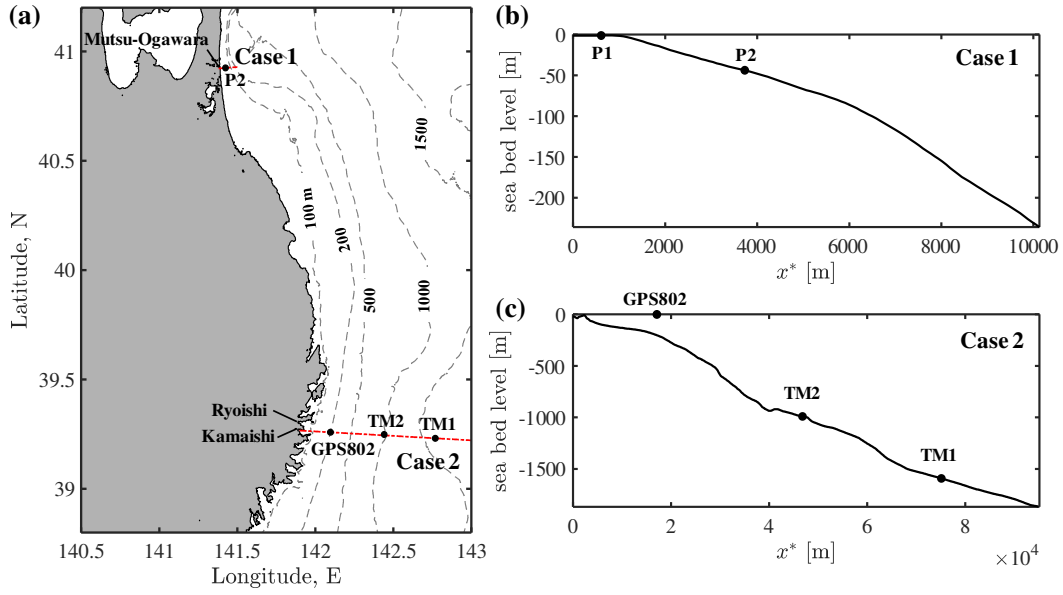 (a)
41
40.5
40
39.5
39
140.5
141
141.5
142
142.5
143
Latitude, N
Longitude, E
Mutsu-Ogawara
Case 1
P2
1500
100 m
200
500
1000
Ryoishi
Kamaishi
GPS802
TM2
TM1
Case 2
(b)
0
-50
-100
-150
-200
sea bed level [m]
P1
P2
Case 1
0
2000
4000
6000
8000
10000
x* [m]
(c)
GPS802
0
-500
-1000
-1500
sea bed level [m]
TM2
TM1
Case 2
0
2
4
6
8
x* [m]
×10⁴